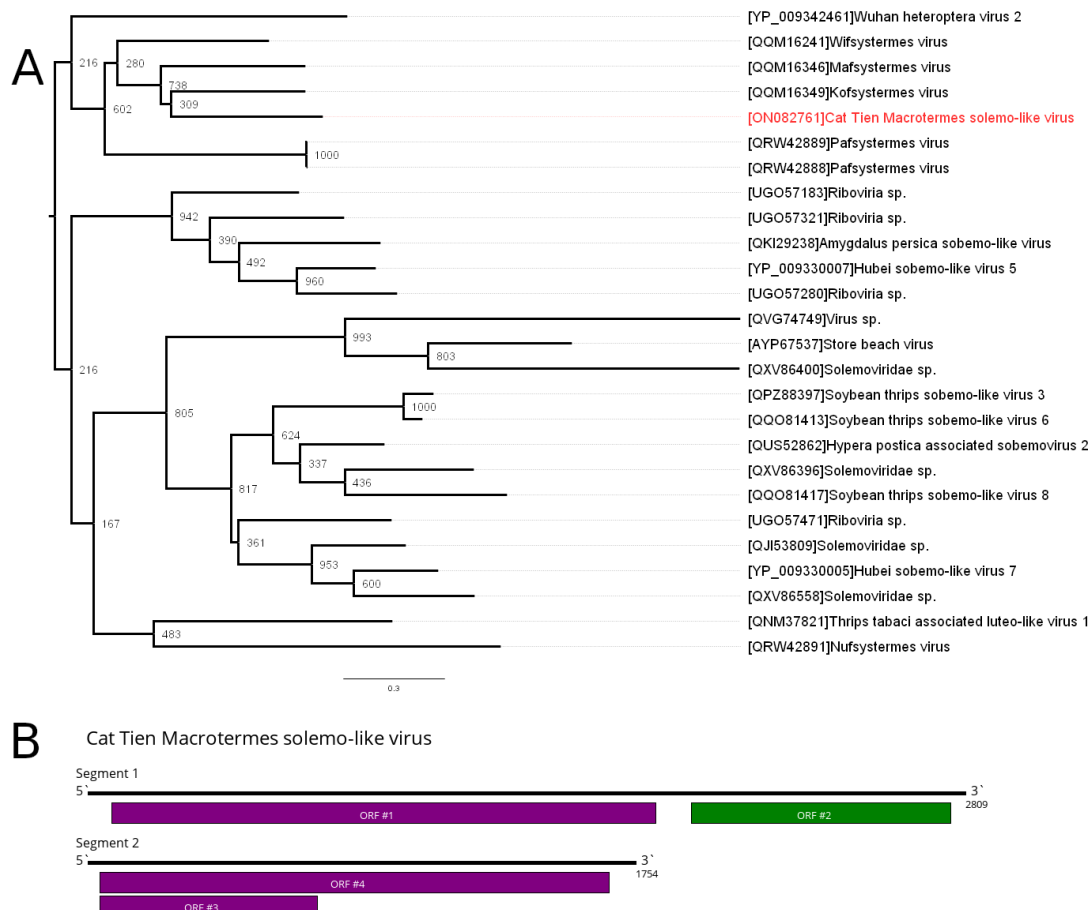 A
[YP_009342461]Wuhan heteroptera virus 2
[QQM16241]Wifsystermes virus
216
280
[QQM16346]Mafsystermes virus
738
[QQM16349]Kofsystermes virus
309
602
[ON082761]Cat Tien Macrotermes solemo-like virus
[QRW42889]Pafsystermes virus
1000
[QRW42888]Pafsystermes virus
[UGO57183]Riboviria sp.
942
[UGO57321]Riboviria sp.
390
[QKI29238]Amygdalus persica sobemo-like virus
492
[YP_009330007]Hubei sobemo-like virus 5
960
[UGO57280]Riboviria sp.
[QVG74749]Virus sp.
993
[AYP67537]Store beach virus
803
216
[QXV86400]Solemoviridae sp.
[QPZ88397]Soybean thrips sobemo-like virus 3
1000
805
[QQO81413]Soybean thrips sobemo-like virus 6
624
[QUS52862]Hypera postica associated sobemovirus 2
337
[QXV86396]Solemoviridae sp.
436
817
[QQO81417]Soybean thrips sobemo-like virus 8
[UGO57471]Riboviria sp.
167
361
[QJI53809]Solemoviridae sp.
953
[YP_009330005]Hubei sobemo-like virus 7
600
[QXV86558]Solemoviridae sp.
[QNM37821]Thrips tabaci associated luteo-like virus 1
483
[QRW42891]Nufsystermes virus
0.3
B
Cat Tien Macrotermes solemo-like virus
Segment 1
5` 3`
2809
ORF #1 ORF #2
Segment 2
5` 3`
1754
ORF #4
ORF #3